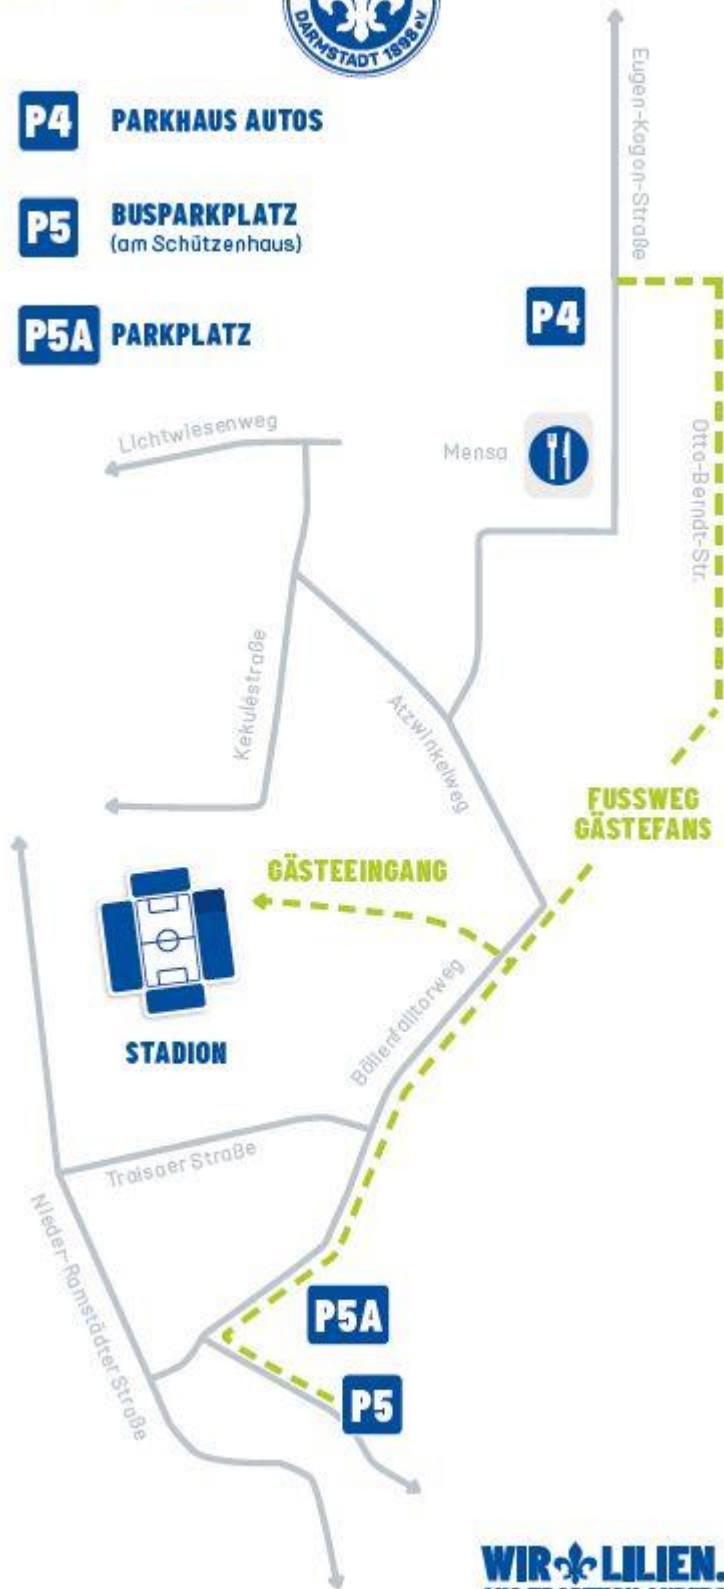 DARMSTADT 1898 e.V.
P4 PARKHAUS AUTOS
P5 BUSPARKPLATZ
(am Schützenhaus)
P5A PARKPLATZ
Eugen-Kogon-Straße
P4
Lichtwiesenweg
Mensa
Otto-Berndt-Str.
Kekuléstraße
Atzwinkelweg
FUSSWEG
GÄSTEFANS
GÄSTEEINGANG
STADION
Böllenfalltorweg
Traisaer Straße
Nieder-Ramstädter Straße
P5A
P5
WIR LILIEN.